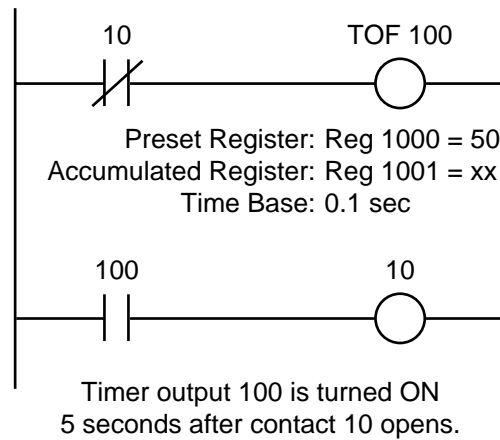 10
TOF 100
Preset Register: Reg 1000 = 50
Accumulated Register: Reg 1001 = xx
Time Base: 0.1 sec
100
10
Timer output 100 is turned ON
5 seconds after contact 10 opens.